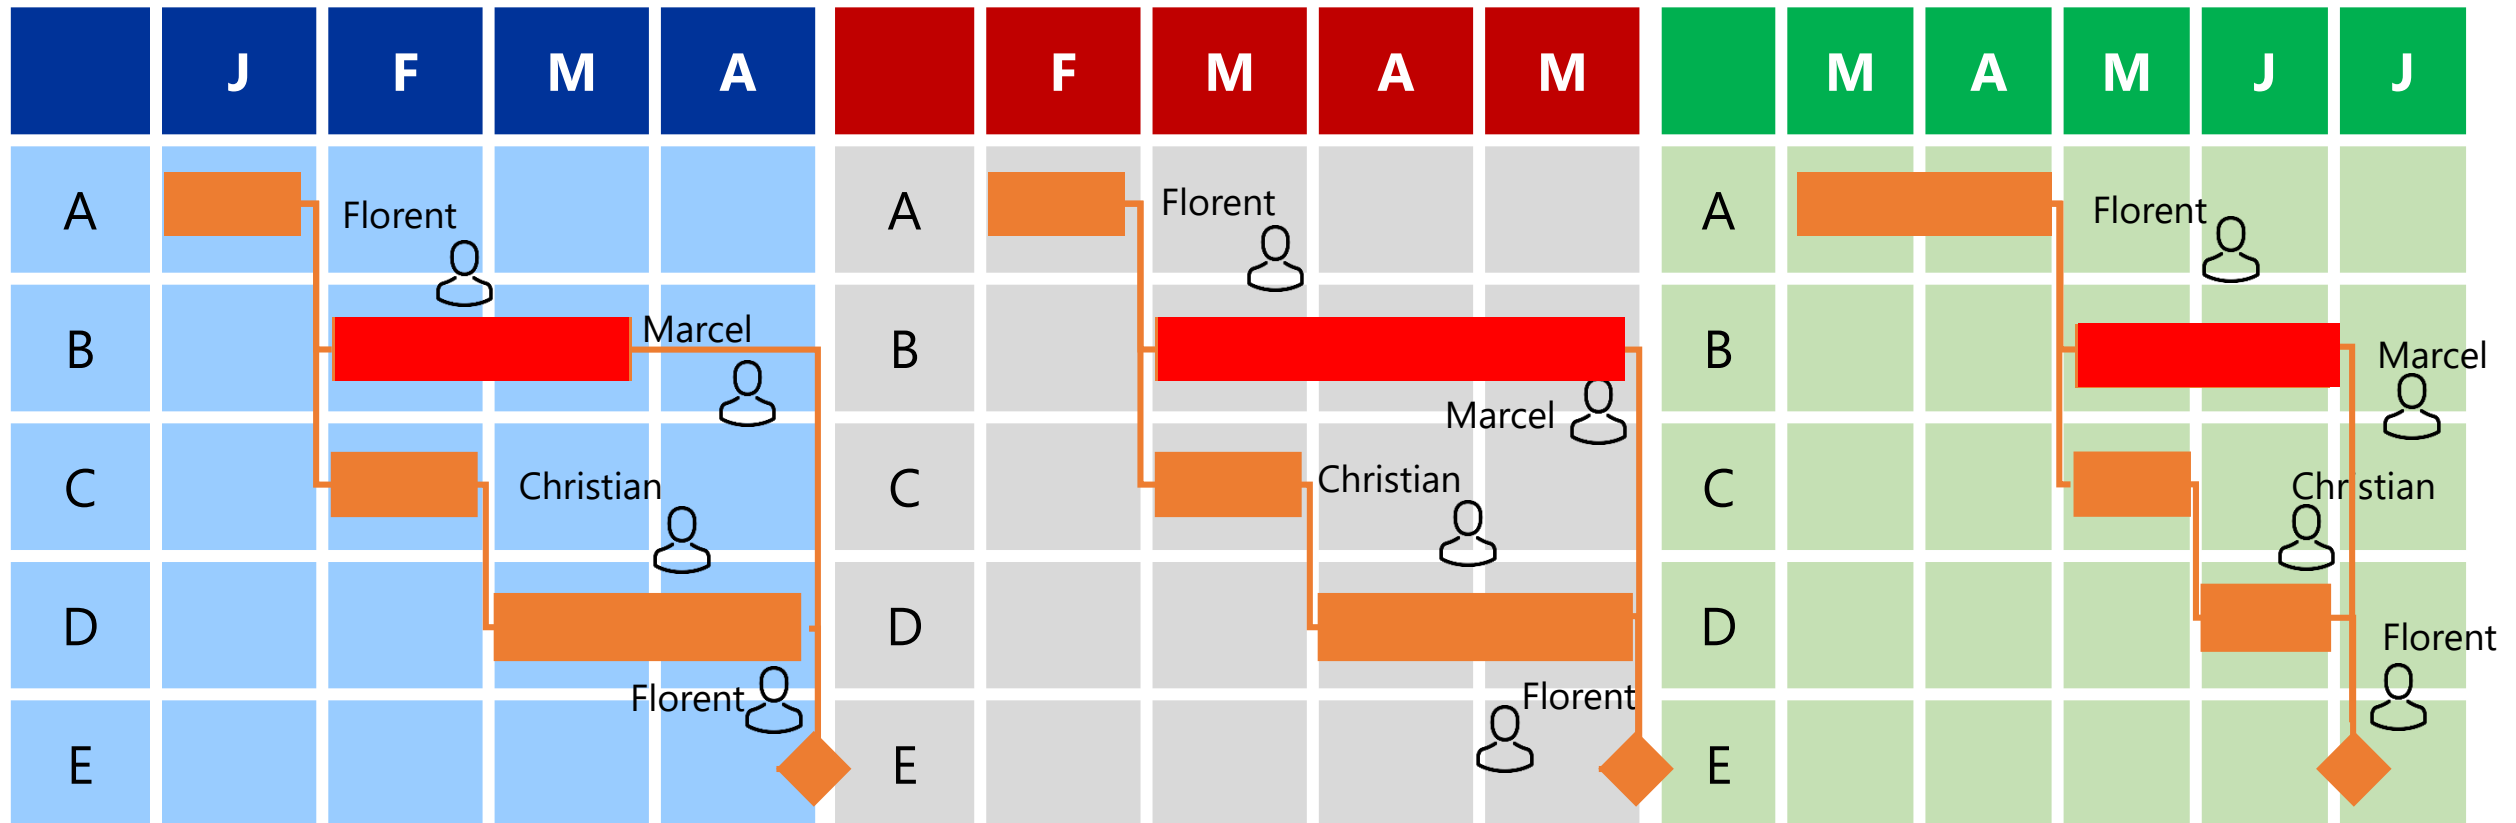 J F M A
F M A M
M A M J J
A Florent
B Marcel
C Christian
D
Florent
E
A Florent
B
Marcel
C Christian
D
Florent
E
A Florent
B Marcel
C Christian
D Florent
E